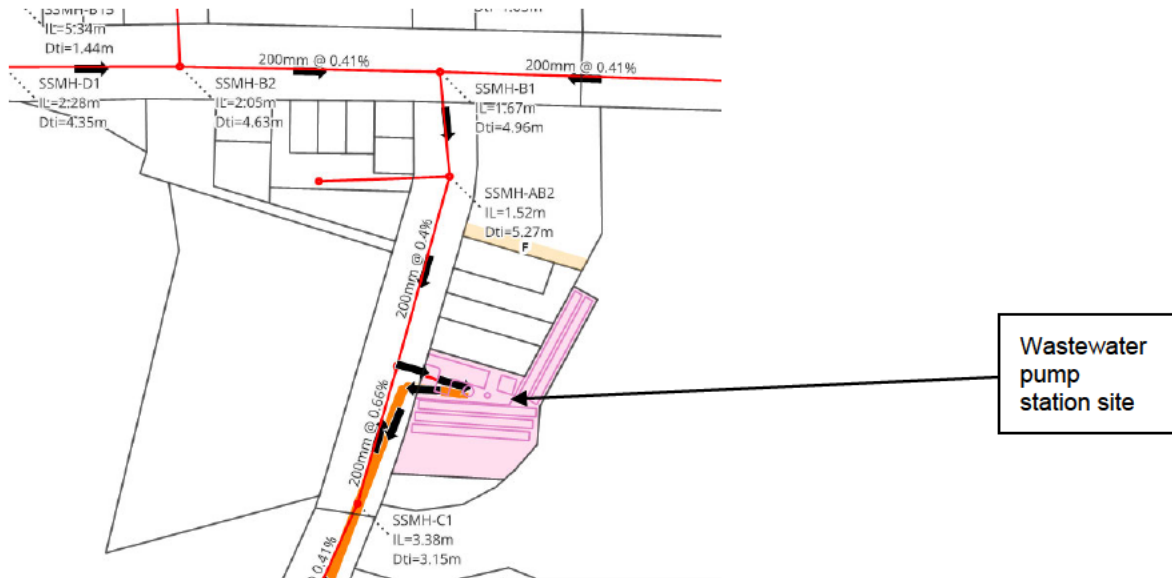 SSMH-B15
IL=5.34m
Dti=1.44m
200mm @ 0.41%
200mm @ 0.41%
SSMH-D1
IL=2.28m
Dti=4.35m
SSMH-B2
IL=2.05m
Dti=4.63m
SSMH-B1
IL=1.67m
Dti=4.96m
SSMH-AB2
IL=1.52m
Dti=5.27m
F
200mm @ 0.4%
200mm @ 0.66%
Wastewater
pump
station site
SSMH-C1
IL=3.38m
Dti=3.15m
0.41%